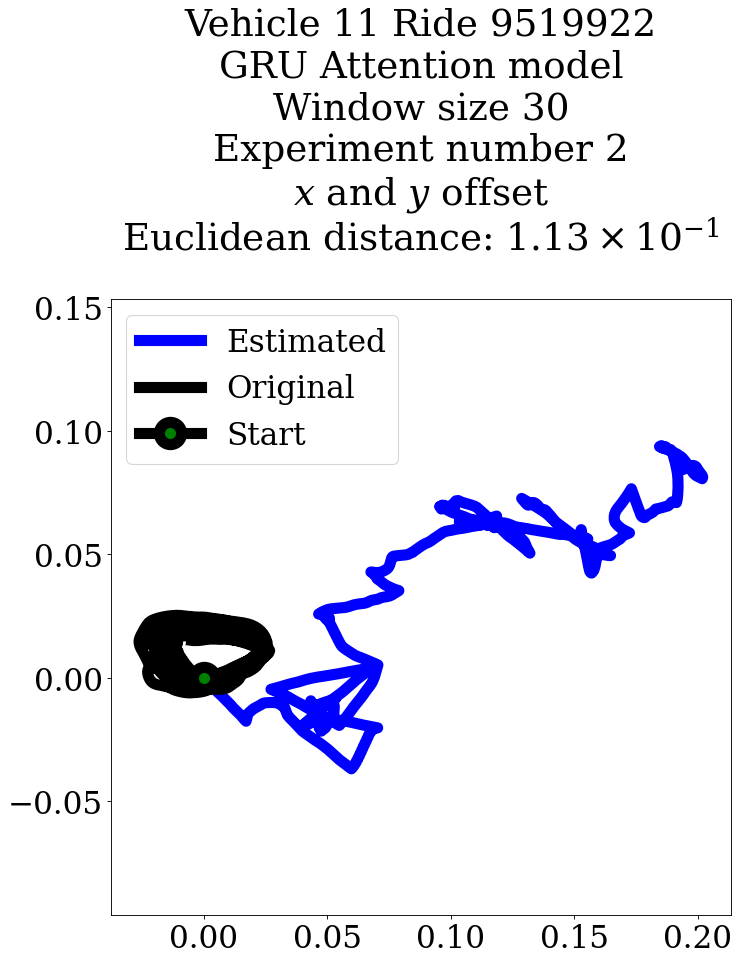 Vehicle 11 Ride 9519922
GRU Attention model
Window size 30
Experiment number 2
x and y offset
Euclidean distance: 1.13 × 10⁻¹
0.15
0.10
0.05
0.00
−0.05
Estimated
Original
Start
0.00 0.05 0.10 0.15 0.20